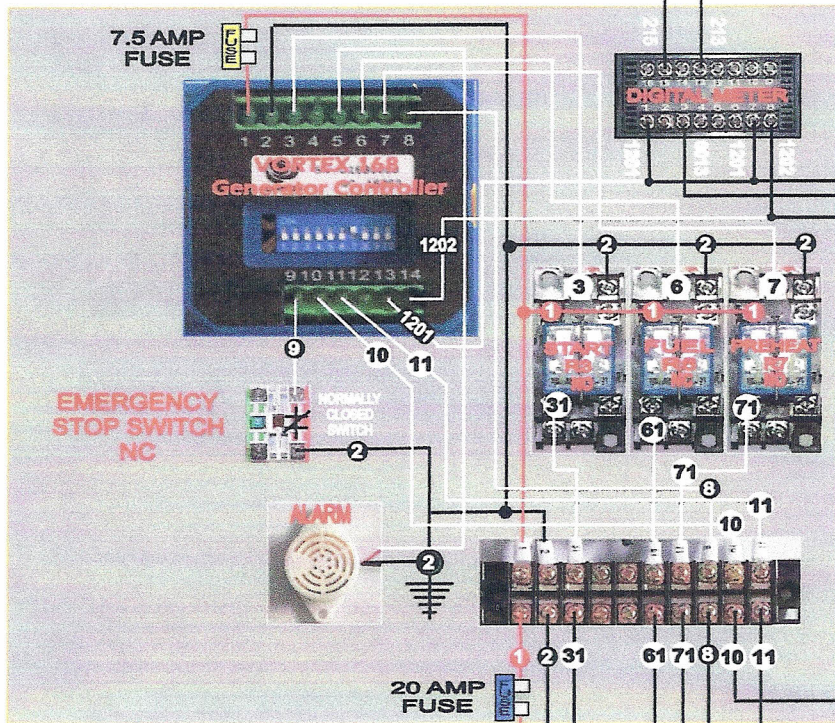 7.5 AMP
FUSE
FUSE
215
215
DIGITAL METER
1201
1201
1202
1 2 3 4 5 6 7 8
VORTEX 168
Generator Controller
1202
9 10 11 12 13 14
1201
9
10
11
2
2
2
3
6
7
1
1
1
START
FUEL
PREHEAT
R7
31
61
71
EMERGENCY
STOP SWITCH
NC
NORMALLY
CLOSED
SWITCH
2
71
8
11
10
ALARM
2
1
2
31
61
71
8
10
11
20 AMP
FUSE